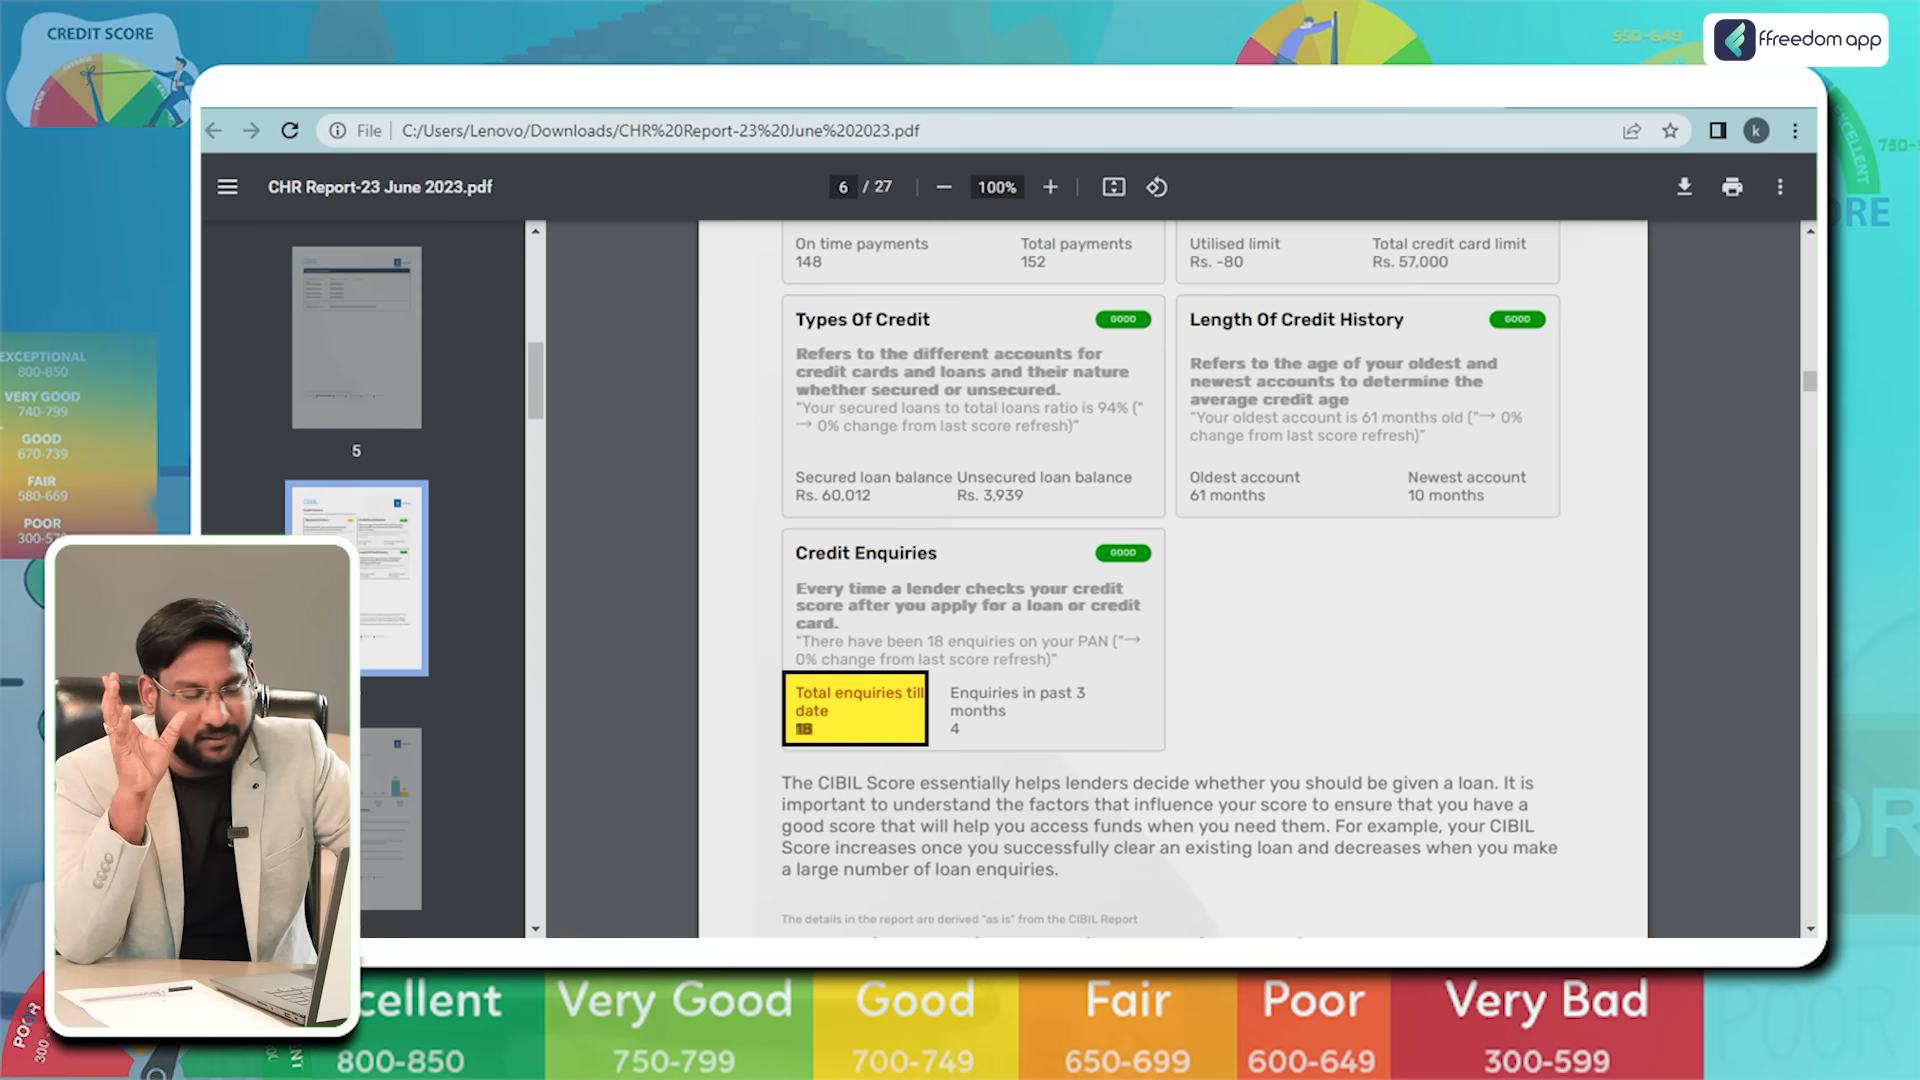 CREDIT SCORE
ffreedom app
550-649
File
C:/Users/Lenovo/Downloads/CHR%20Report-23%20June%202023.pdf
k
CHR Report-23 June 2023.pdf
6 / 27
100%
On time payments
148
Total payments
152
Utilised limit
Rs. -80
Total credit card limit
Rs. 57,000
Types Of Credit
GOOD
Refers to the different accounts for
credit cards and loans and their nature
whether secured or unsecured.
"Your secured loans to total loans ratio is 94% ("
→ 0% change from last score refresh)"
Secured loan balance
Rs. 60,012
Unsecured loan balance
Rs. 3,939
Length Of Credit History
GOOD
Refers to the age of your oldest and
newest accounts to determine the
average credit age
"Your oldest account is 61 months old ("→ 0%
change from last score refresh)"
Oldest account
61 months
Newest account
10 months
Credit Enquiries
GOOD
Every time a lender checks your credit
score after you apply for a loan or credit
card.
"There have been 18 enquiries on your PAN ("→
0% change from last score refresh)"
Total enquiries till
date
18
Enquiries in past 3
months
4
The CIBIL Score essentially helps lenders decide whether you should be given a loan. It is
important to understand the factors that influence your score to ensure that you have a
good score that will help you access funds when you need them. For example, your CIBIL
Score increases once you successfully clear an existing loan and decreases when you make
a large number of loan enquiries.
The details in the report are derived "as is" from the CIBIL Report
5
EXCEPTIONAL
800-850
VERY GOOD
740-799
GOOD
670-739
FAIR
580-669
POOR
EXCELLENT
POOR
cellent
800-850
Very Good
750-799
Good
700-749
Fair
650-699
Poor
600-649
Very Bad
300-599
POOR